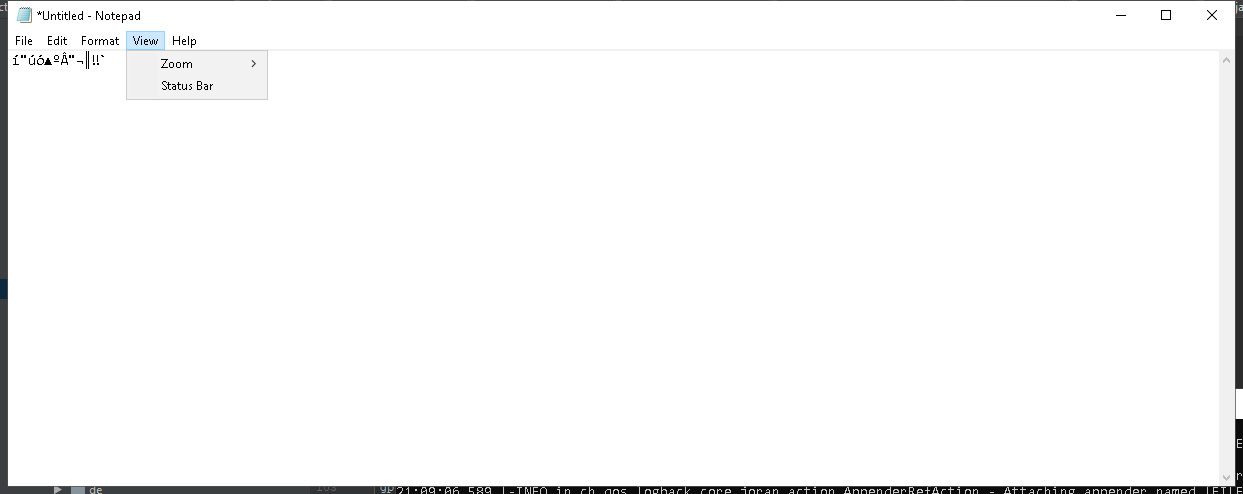 *Untitled - Notepad
File Edit Format View Help
í"úó▲ºÂ"¬║‼`
Zoom
Status Bar
de
21:09:06,589 |-INFO in ch.qos.logback.core.joran.action.AppenderRefAction - Attaching appender named [FILE